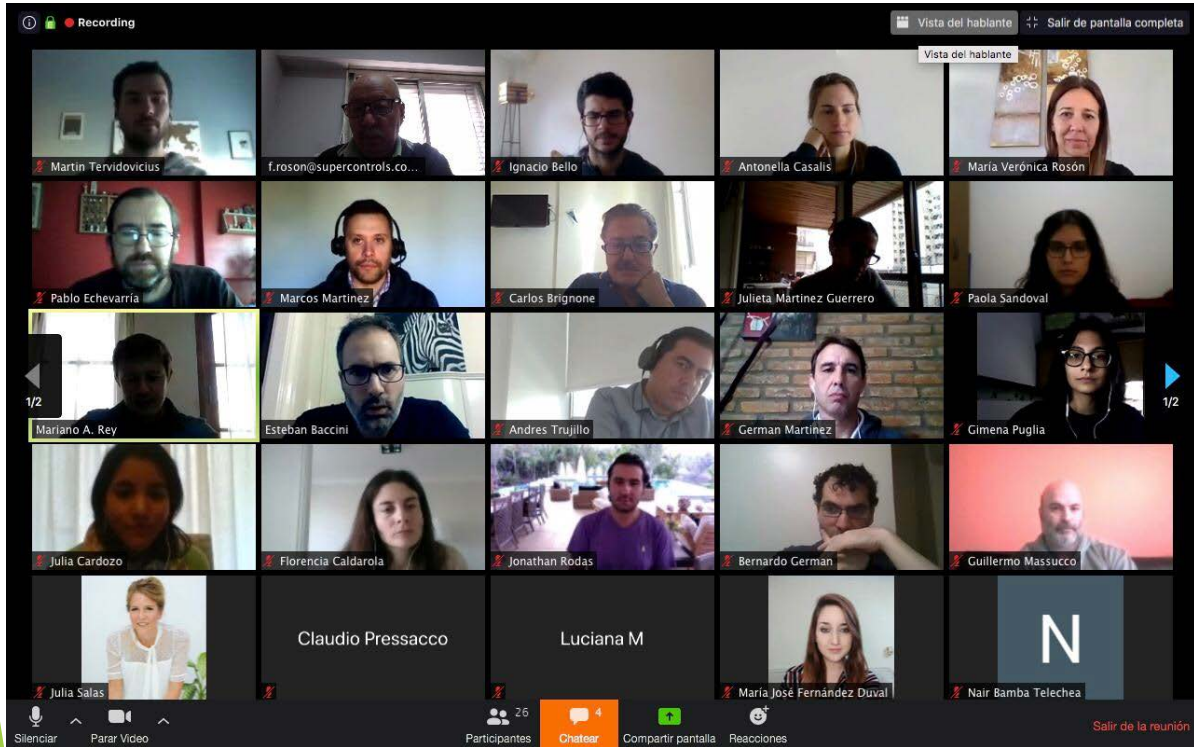 Recording
Vista del hablante
Salir de pantalla completa
Vista del hablante
Martin Tervidovicius
f.roson@supercontrols.co...
Ignacio Bello
Antonella Casalis
María Verónica Rosón
Pablo Echevarría
Marcos Martinez
Carlos Brignone
Julieta Martinez Guerrero
Paola Sandoval
1/2
Mariano A. Rey
Esteban Baccini
Andres Trujillo
German Martinez
Gimena Puglia
1/2
Julia Cardozo
Florencia Caldarola
Jonathan Rodas
Bernardo German
Guillermo Massucco
Julia Salas
Claudio Pressacco
Luciana M
María José Fernández Duval
N
Nair Bamba Telechea
Silenciar
Parar Video
26
Participantes
4
Chatear
Compartir pantalla
Reacciones
Salir de la reunión